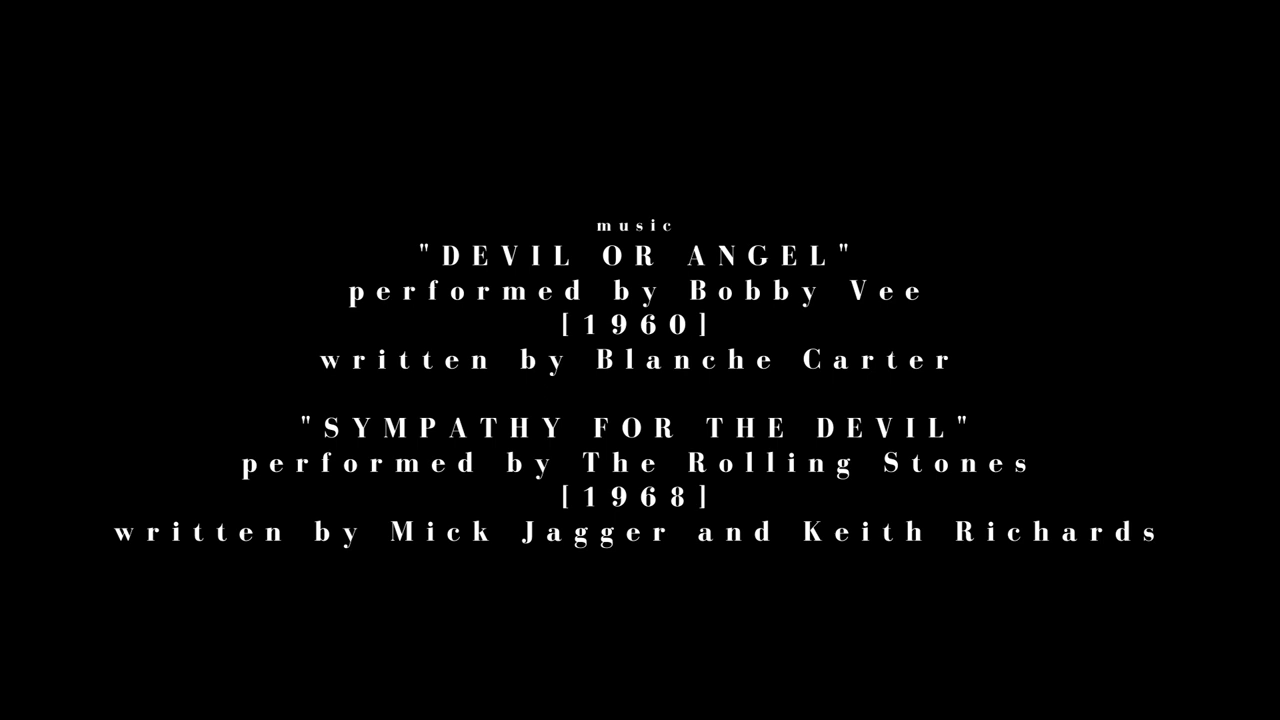 music
"DEVIL OR ANGEL"
performed by Bobby Vee
[1960]
written by Blanche Carter
"SYMPATHY FOR THE DEVIL"
performed by The Rolling Stones
[1968]
written by Mick Jagger and Keith Richards